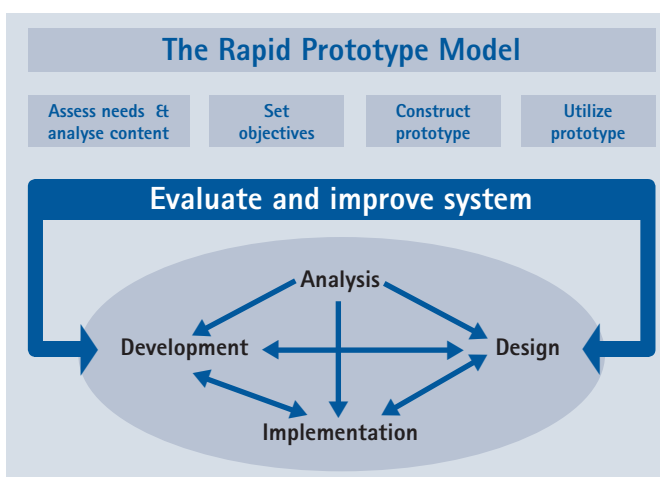 The Rapid Prototype Model
Assess needs & analyse content
Set objectives
Construct prototype
Utilize prototype
Evaluate and improve system
Analysis
Development
Design
Implementation